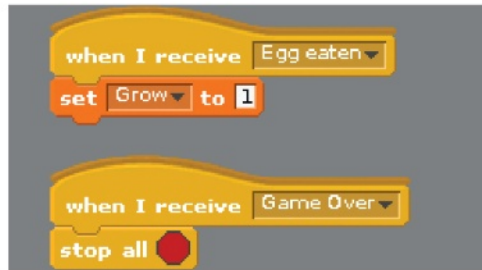 when I receive Egg eaten
set Grow to 1
when I receive Game Over
stop all